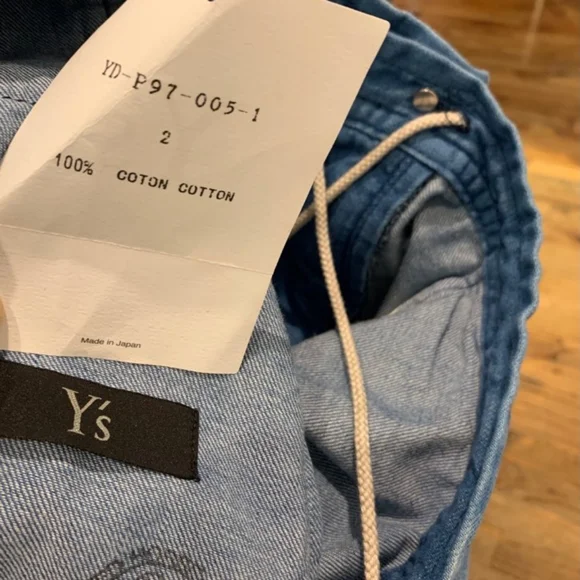 YD-P97-005-1
2
100% COTON COTTON
Made in Japan
Y's